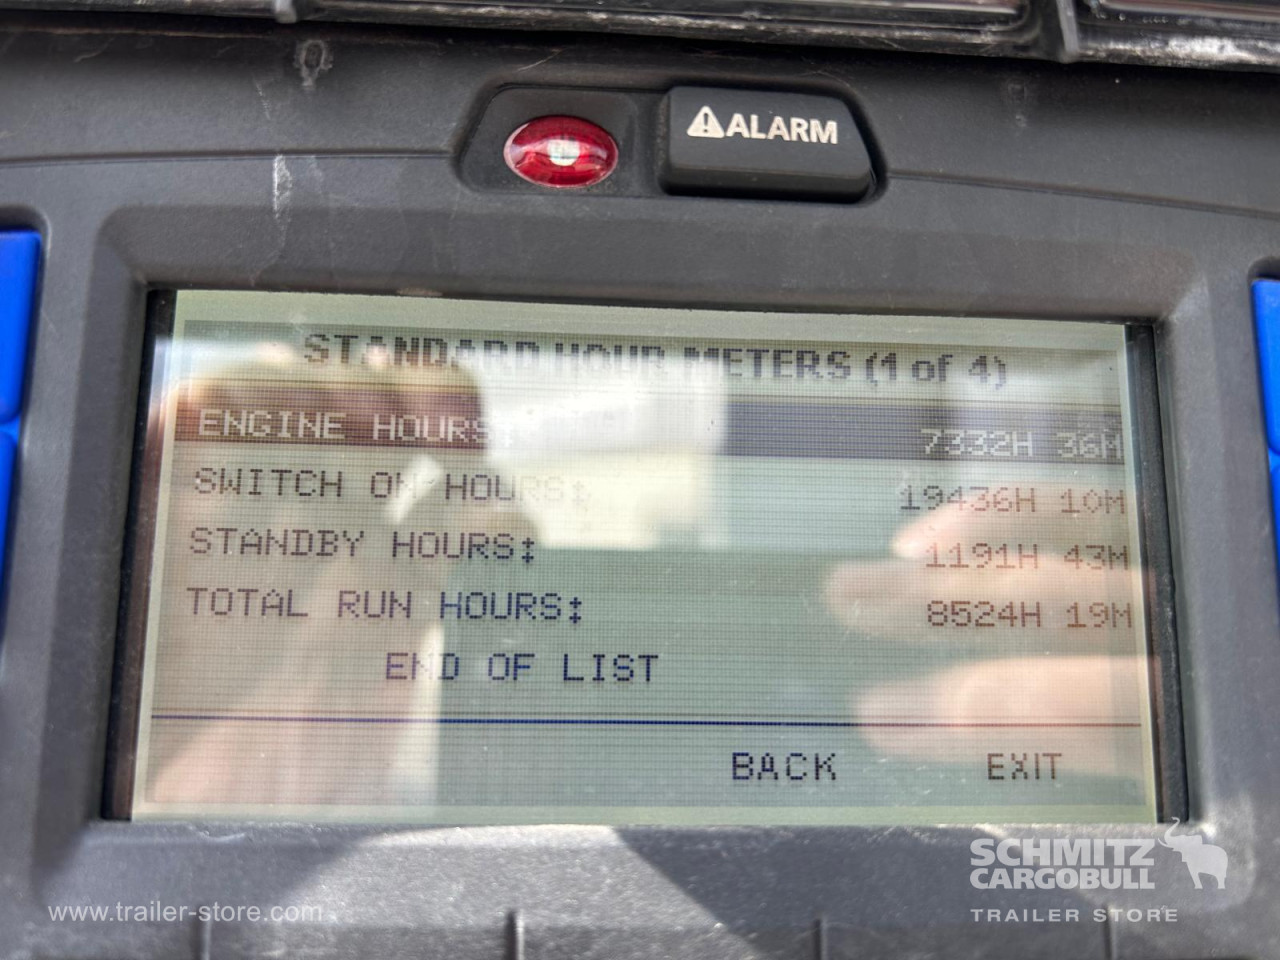 ⚠ALARM
STANDARD HOUR METERS (1 of 4)
ENGINE HOURS: 7332H 36M
SWITCH ON HOURS: 19436H 10M
STANDBY HOURS: 1191H 43M
TOTAL RUN HOURS: 8524H 19M
END OF LIST
BACK EXIT
SCHMITZ
CARGOBULL
TRAILER STORE
www.trailer-store.com